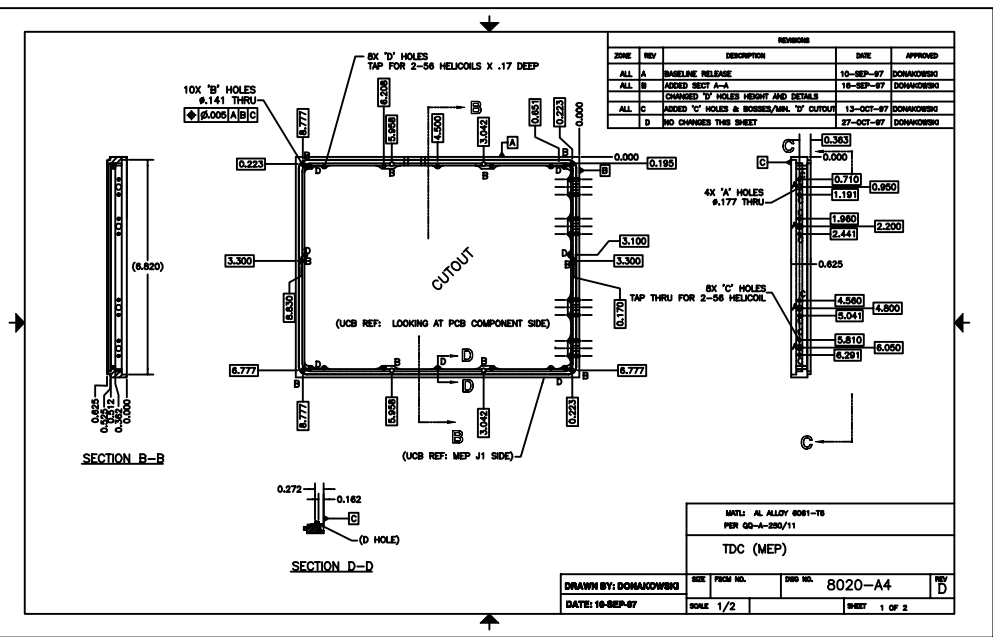 REVISIONS
ZONE REV DESCRIPTION DATE APPROVED
ALL A BASELINE RELEASE 10-SEP-97 DONAKOWSKI
ALL B ADDED SECT A-A 16-SEP-97 DONAKOWSKI
CHANGED 'D' HOLES HEIGHT AND DETAILS
ALL C ADDED 'C' HOLES & BOSSES/MIN. 'D' CUTOUT 13-OCT-97 DONAKOWSKI
D NO CHANGES THIS SHEET 27-OCT-97 DONAKOWSKI
8X 'D' HOLES
TAP FOR 2-56 HELICOILS X .17 DEEP
10X 'B' HOLES
ø.141 THRU
Ø.005 A B C
8.777
6.208
5.958
4.500
B
3.042
0.651
0.223
0.000
A
0.223
0.000
0.195
B
B
D
B
B
D
B
3.300
D
B
8.830
CUTOUT
D
B
3.100
3.300
0.170
(UCB REF: LOOKING AT PCB COMPONENT SIDE)
6.777
B
D
B
D
D
B
D
B
6.777
8.777
5.958
B
3.042
0.223
(UCB REF: MEP J1 SIDE)
(6.820)
0.625
0.525
0.512
0.362
0.000
SECTION B-B
C
C
0.363
0.000
4X 'A' HOLES
ø.177 THRU
A
0.710
0.950
1.191
A
1.960
2.200
2.441
0.625
8X 'C' HOLES
TAP THRU FOR 2-56 HELICOIL
C
A
4.560
4.800
5.041
C
A
5.810
6.050
6.291
C
0.272
0.162
C
(D HOLE)
SECTION D-D
MATL: AL ALLOY 6061-T6
PER QQ-A-250/11
TDC (MEP)
DRAWN BY: DONAKOWSKI
DATE: 16-SEP-97
SIZE FSCM NO. DWG NO. 8020-A4 REV D
SCALE 1/2 SHEET 1 OF 2